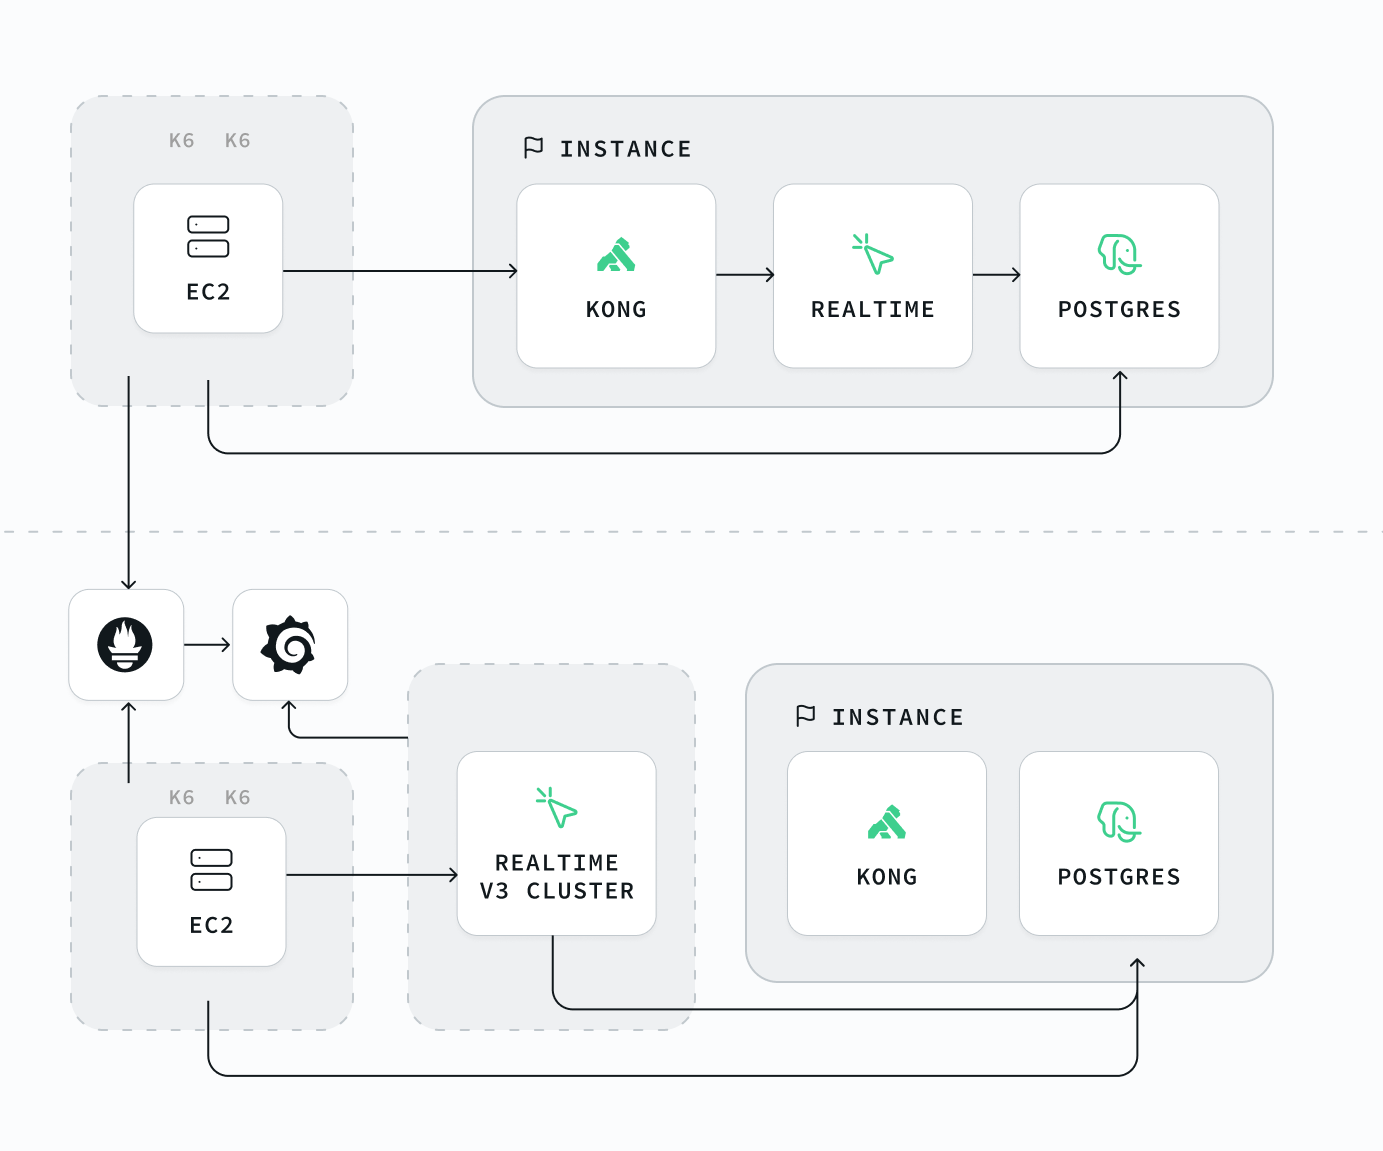 K6 K6
EC2
INSTANCE
KONG
REALTIME
POSTGRES
K6 K6
EC2
REALTIME
V3 CLUSTER
INSTANCE
KONG
POSTGRES